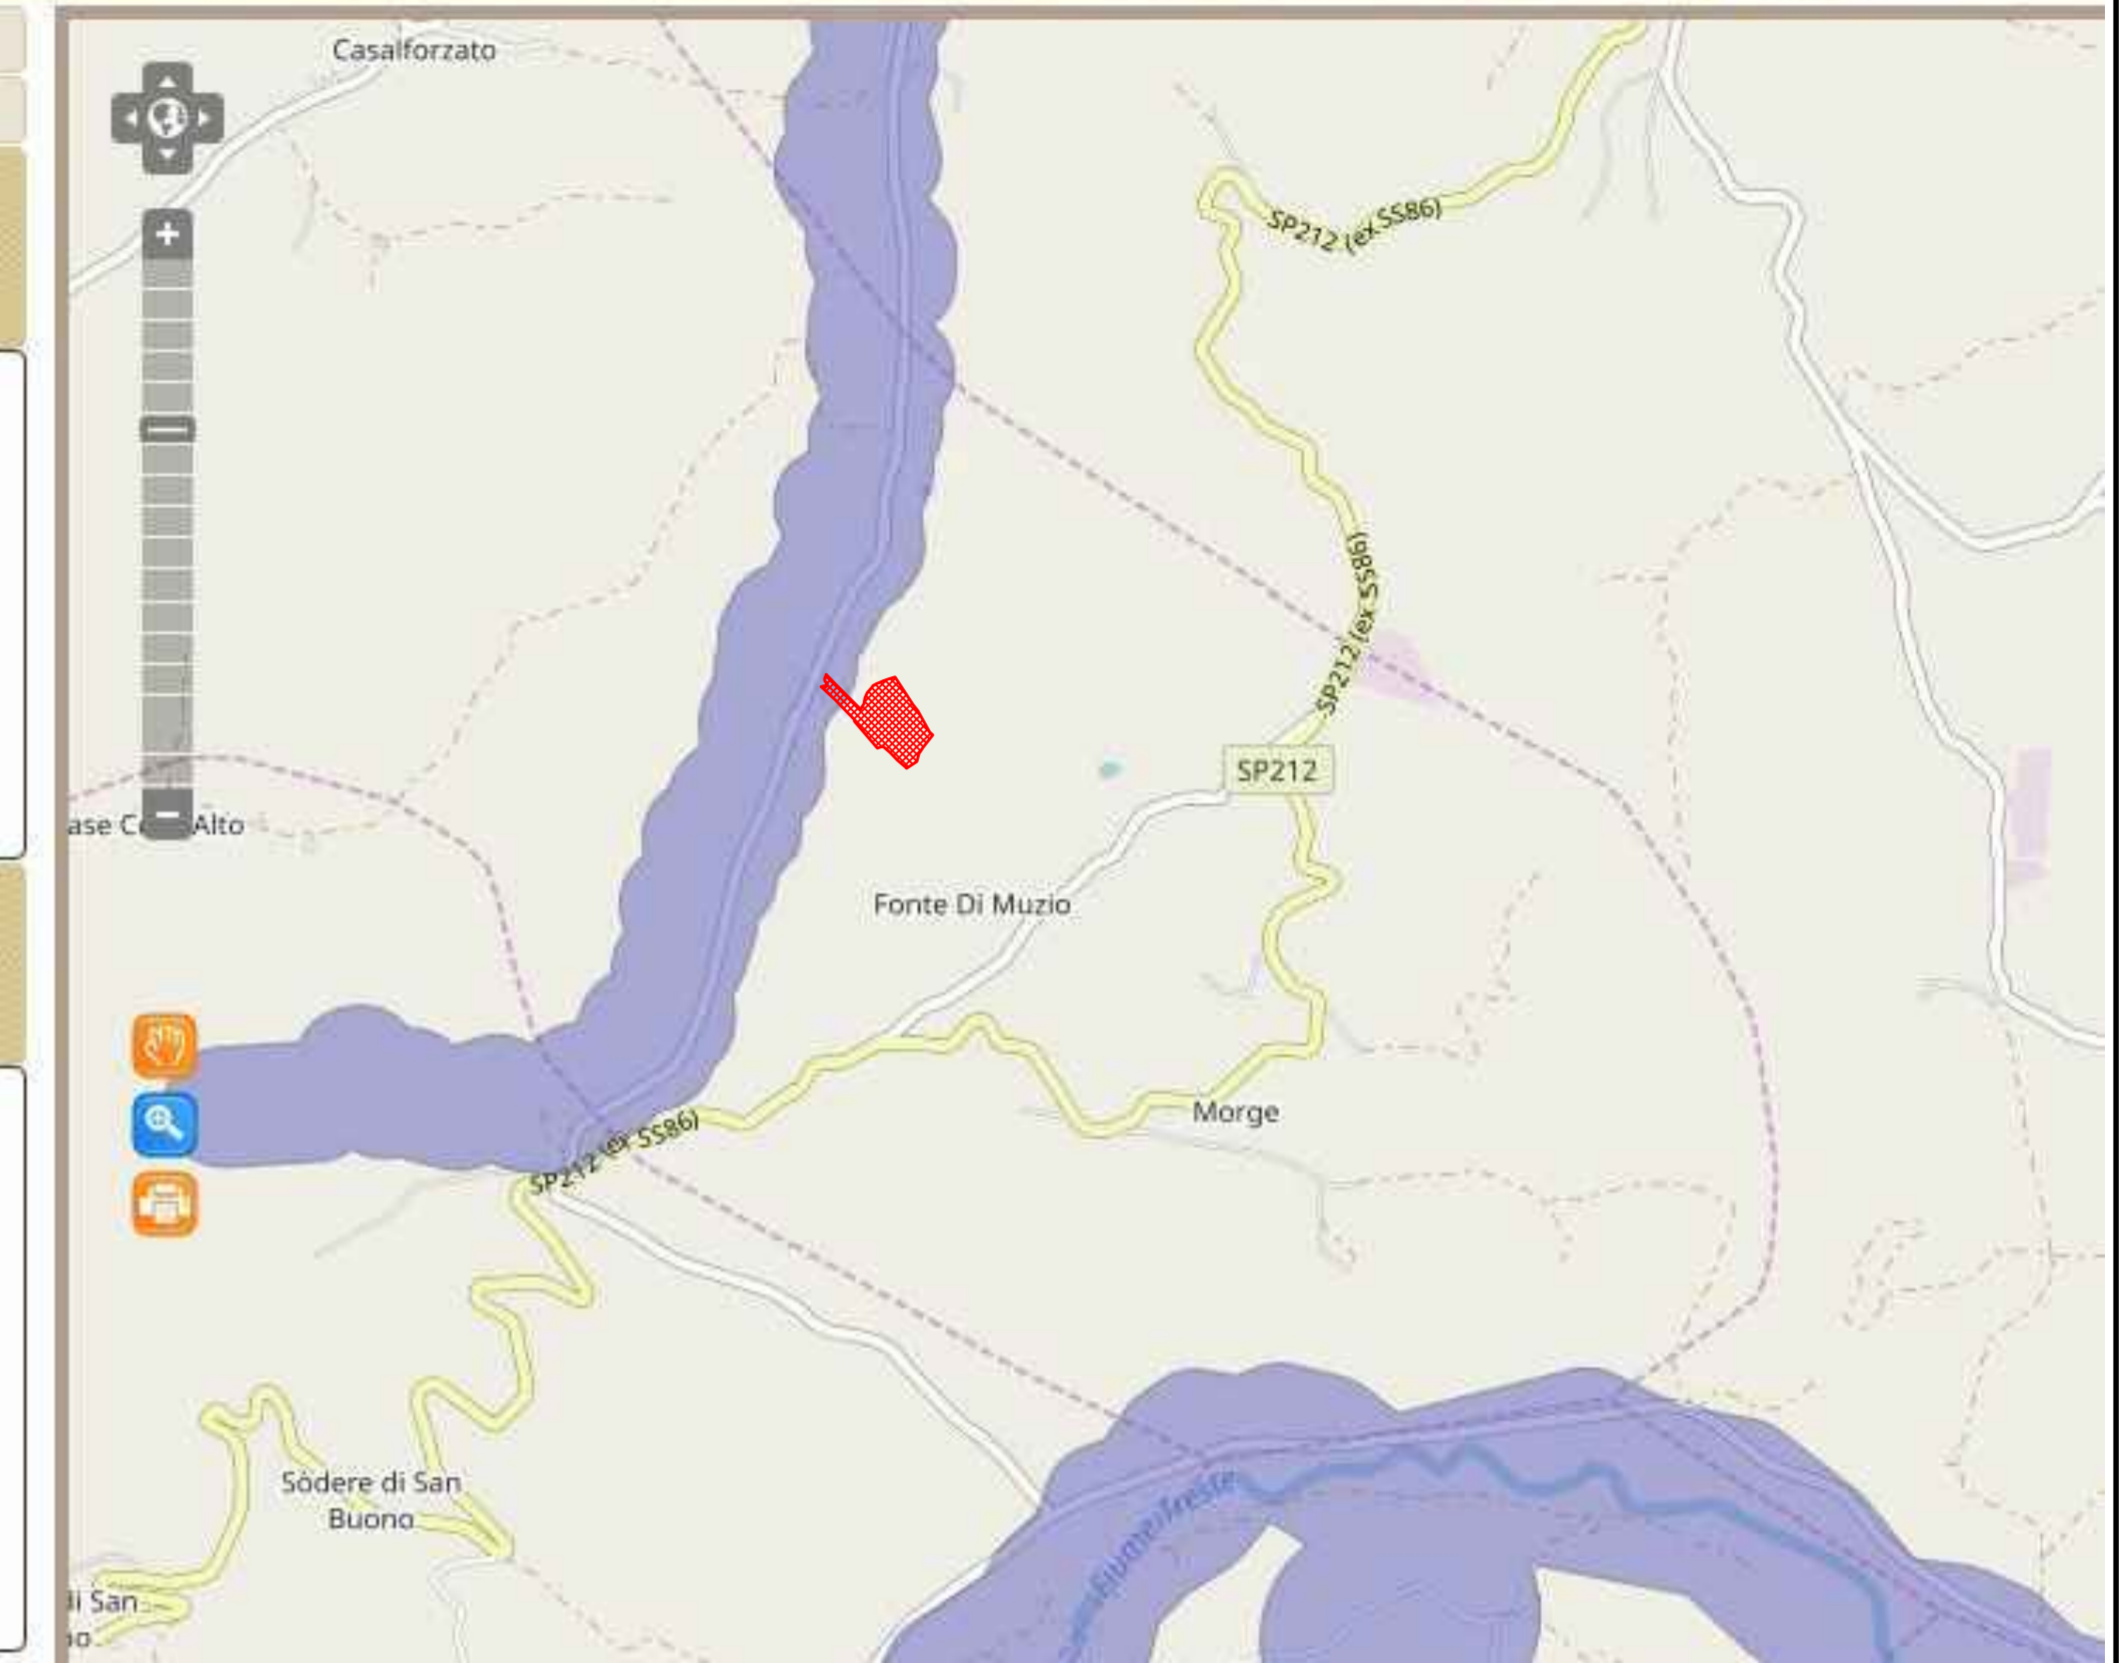 Casalforzato
SP212 (ex SS86)
SP212 (ex SS86)
SP212
Alto
Fonte Di Muzio
Morge
SP212 (ex SS86)
Sòdere di San
Buono
Fiume Treste
di San